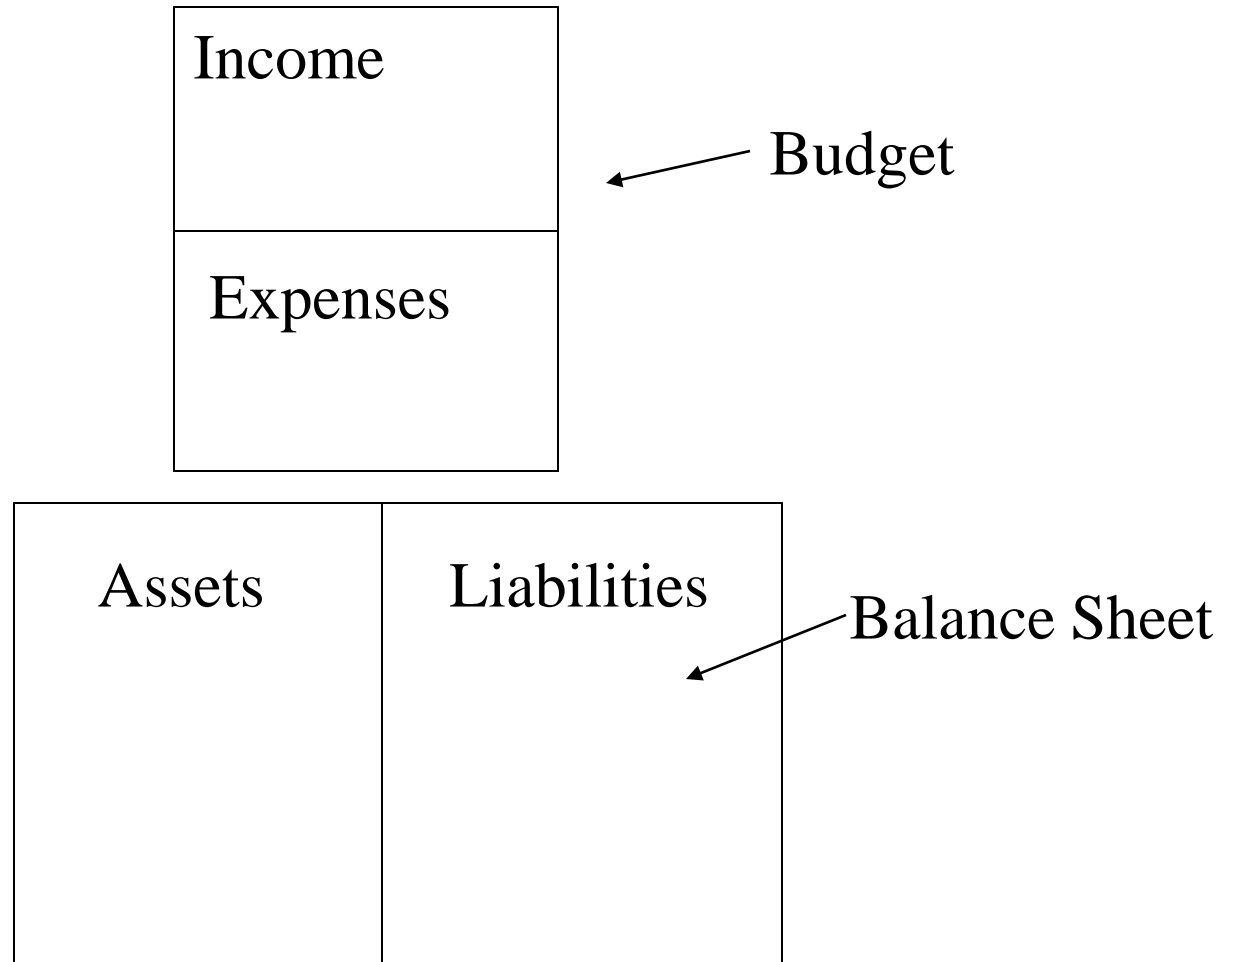 Income
Budget
Expenses
Assets
Liabilities
Balance Sheet